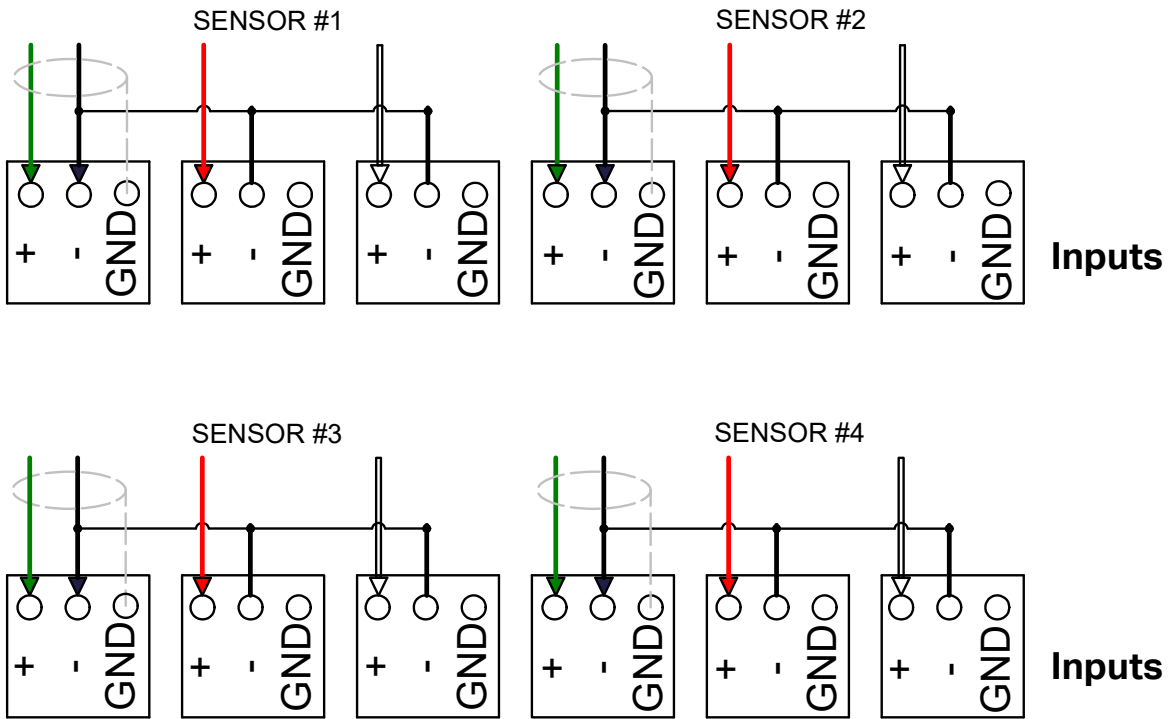 SENSOR #1
SENSOR #2
+ - GND + - GND + - GND + - GND + - GND + - GND
Inputs
SENSOR #3
SENSOR #4
+ - GND + - GND + - GND + - GND + - GND + - GND
Inputs